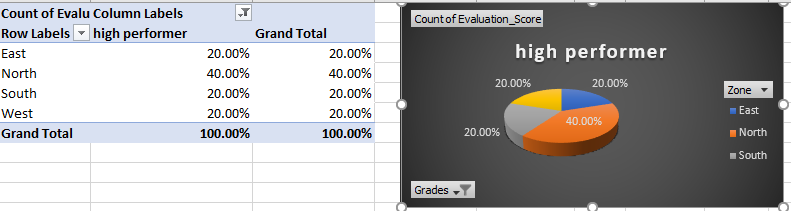 Count of Evalu Column Labels
Row Labels high performer Grand Total
East 20.00% 20.00%
North 40.00% 40.00%
South 20.00% 20.00%
West 20.00% 20.00%
Grand Total 100.00% 100.00%
Count of Evaluation_Score
high performer
20.00% 20.00%
40.00%
20.00%
Zone
East
North
South
Grades